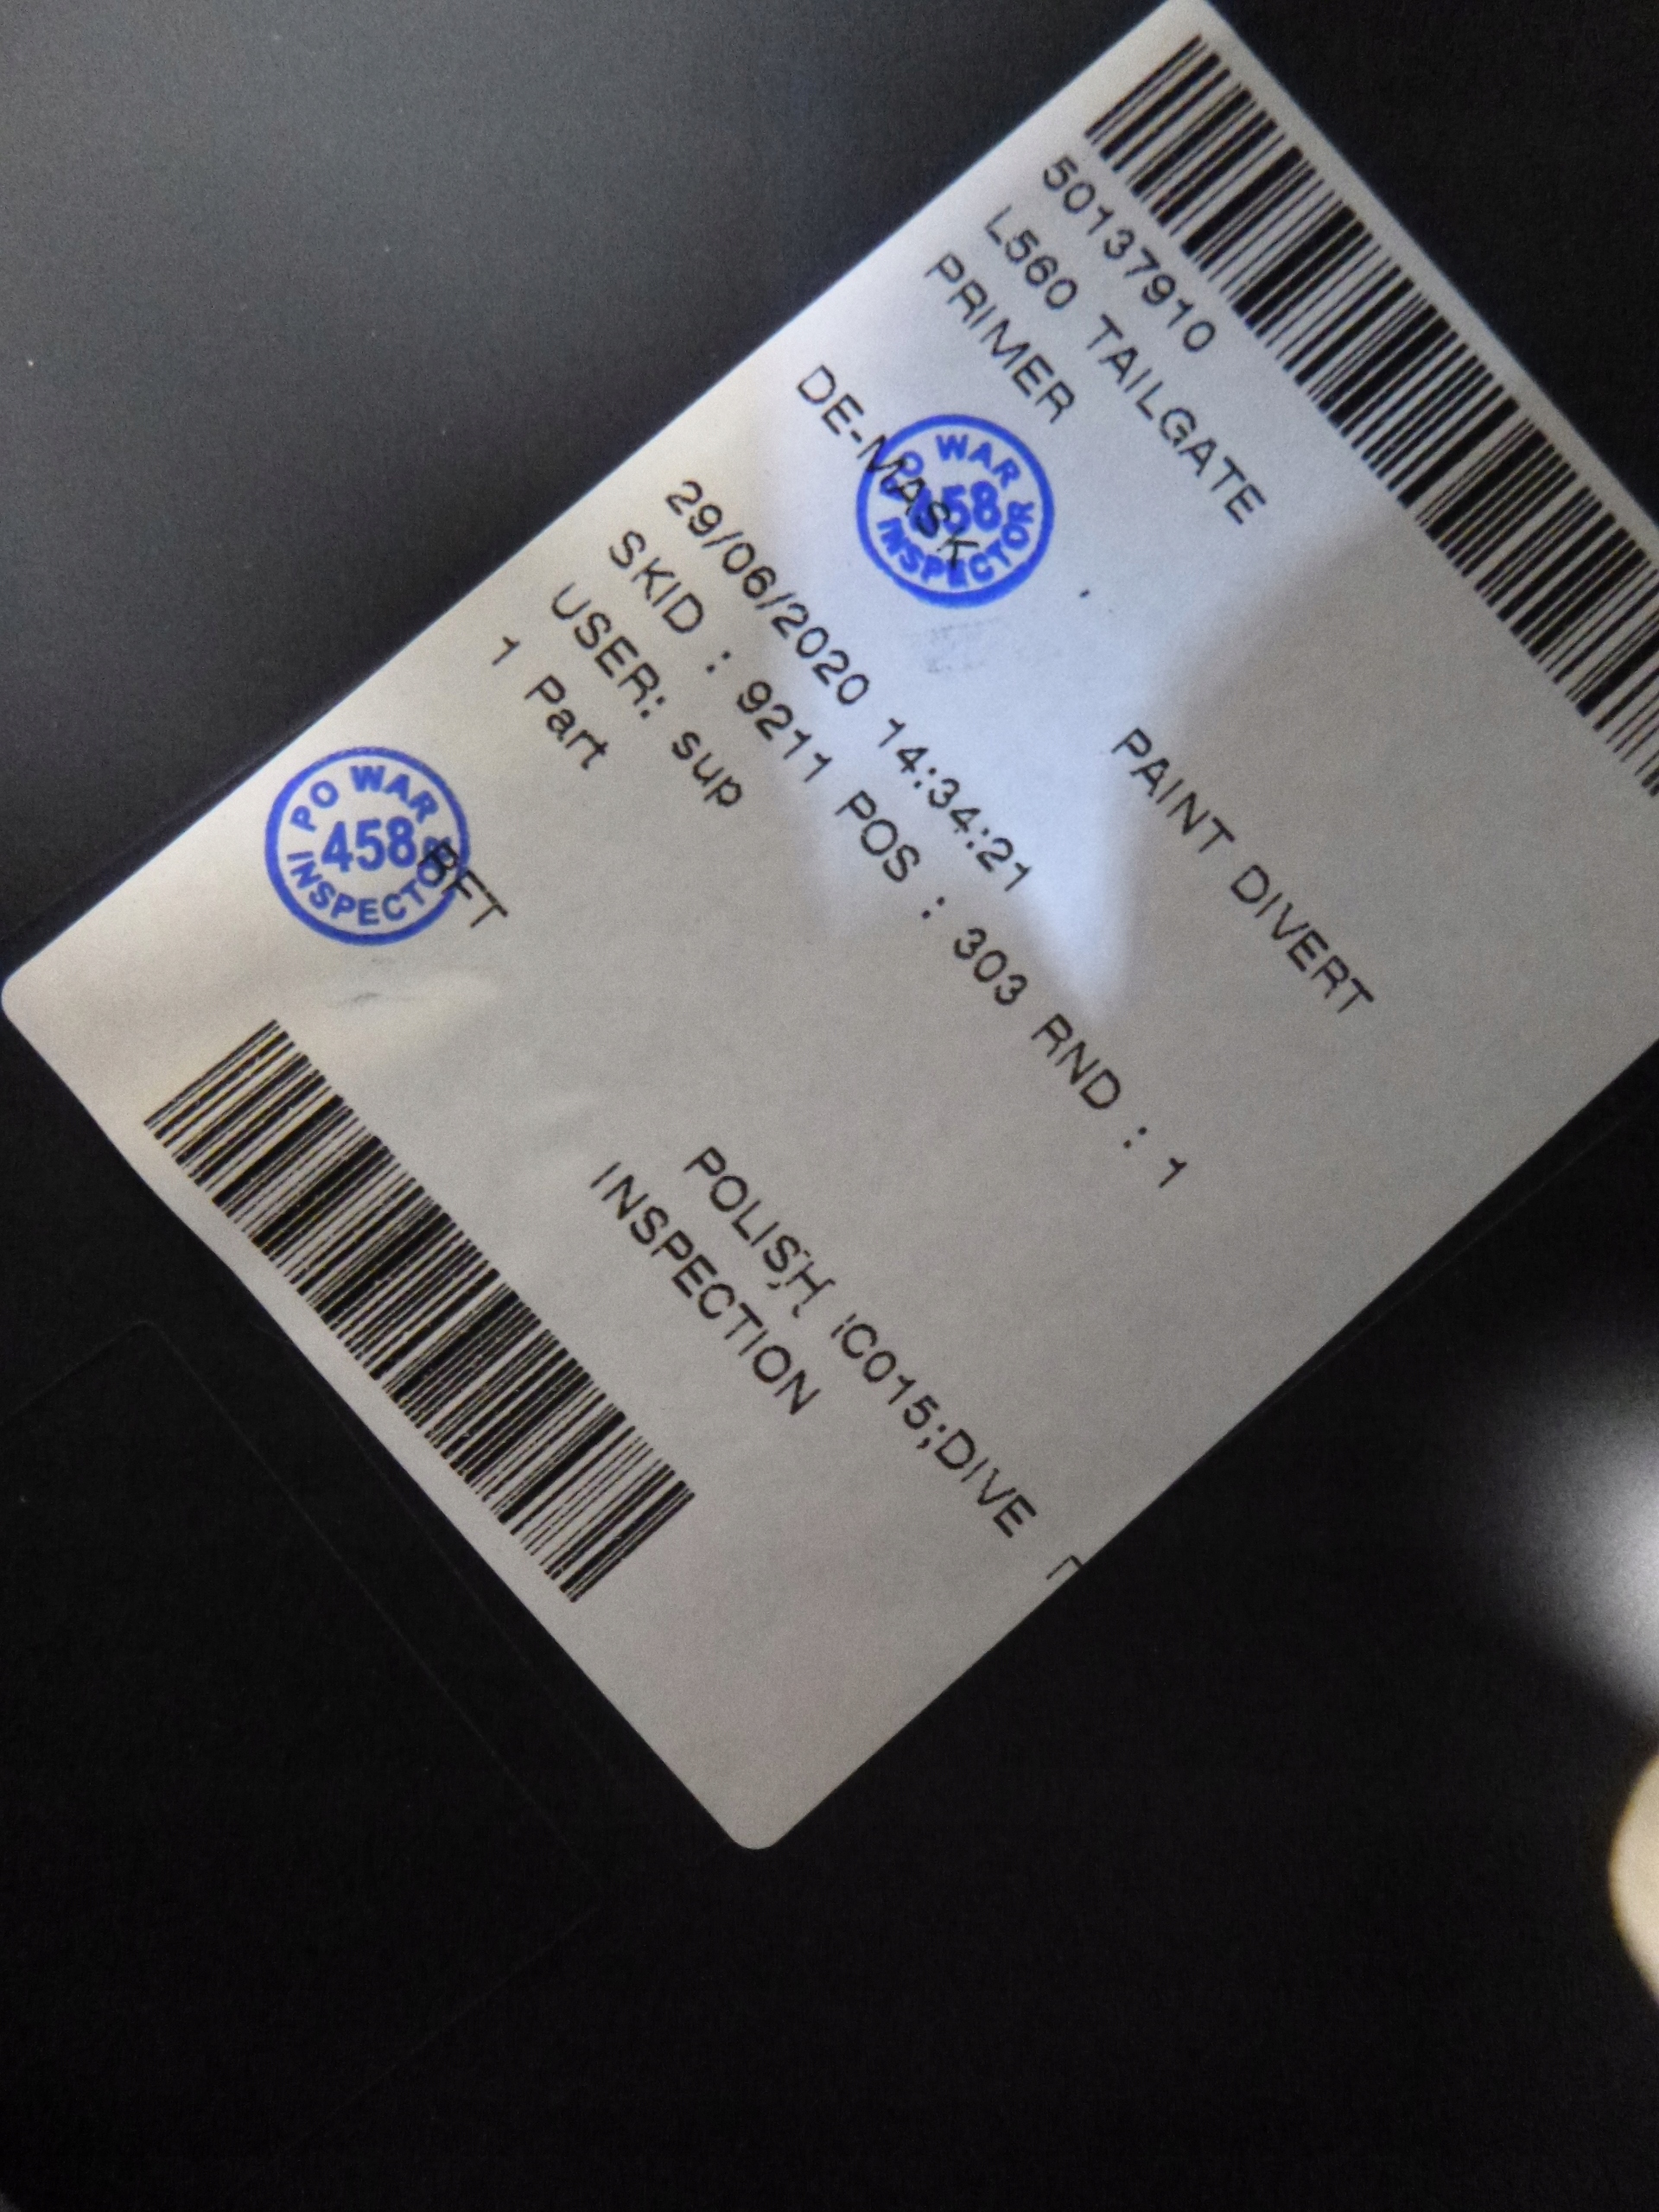 50137910
L560 TAILGATE
PRIMER
PAINT DIVERT
DE-MASK
PO WAR
458
INSPECTOR
29/06/2020 14:34:21
SKID : 9211 POS : 303 RND : 1
USER: sup
1 Part
PO WAR
458
INSPECTOR
BFT
POLISH IC015;DIVE
INSPECTION